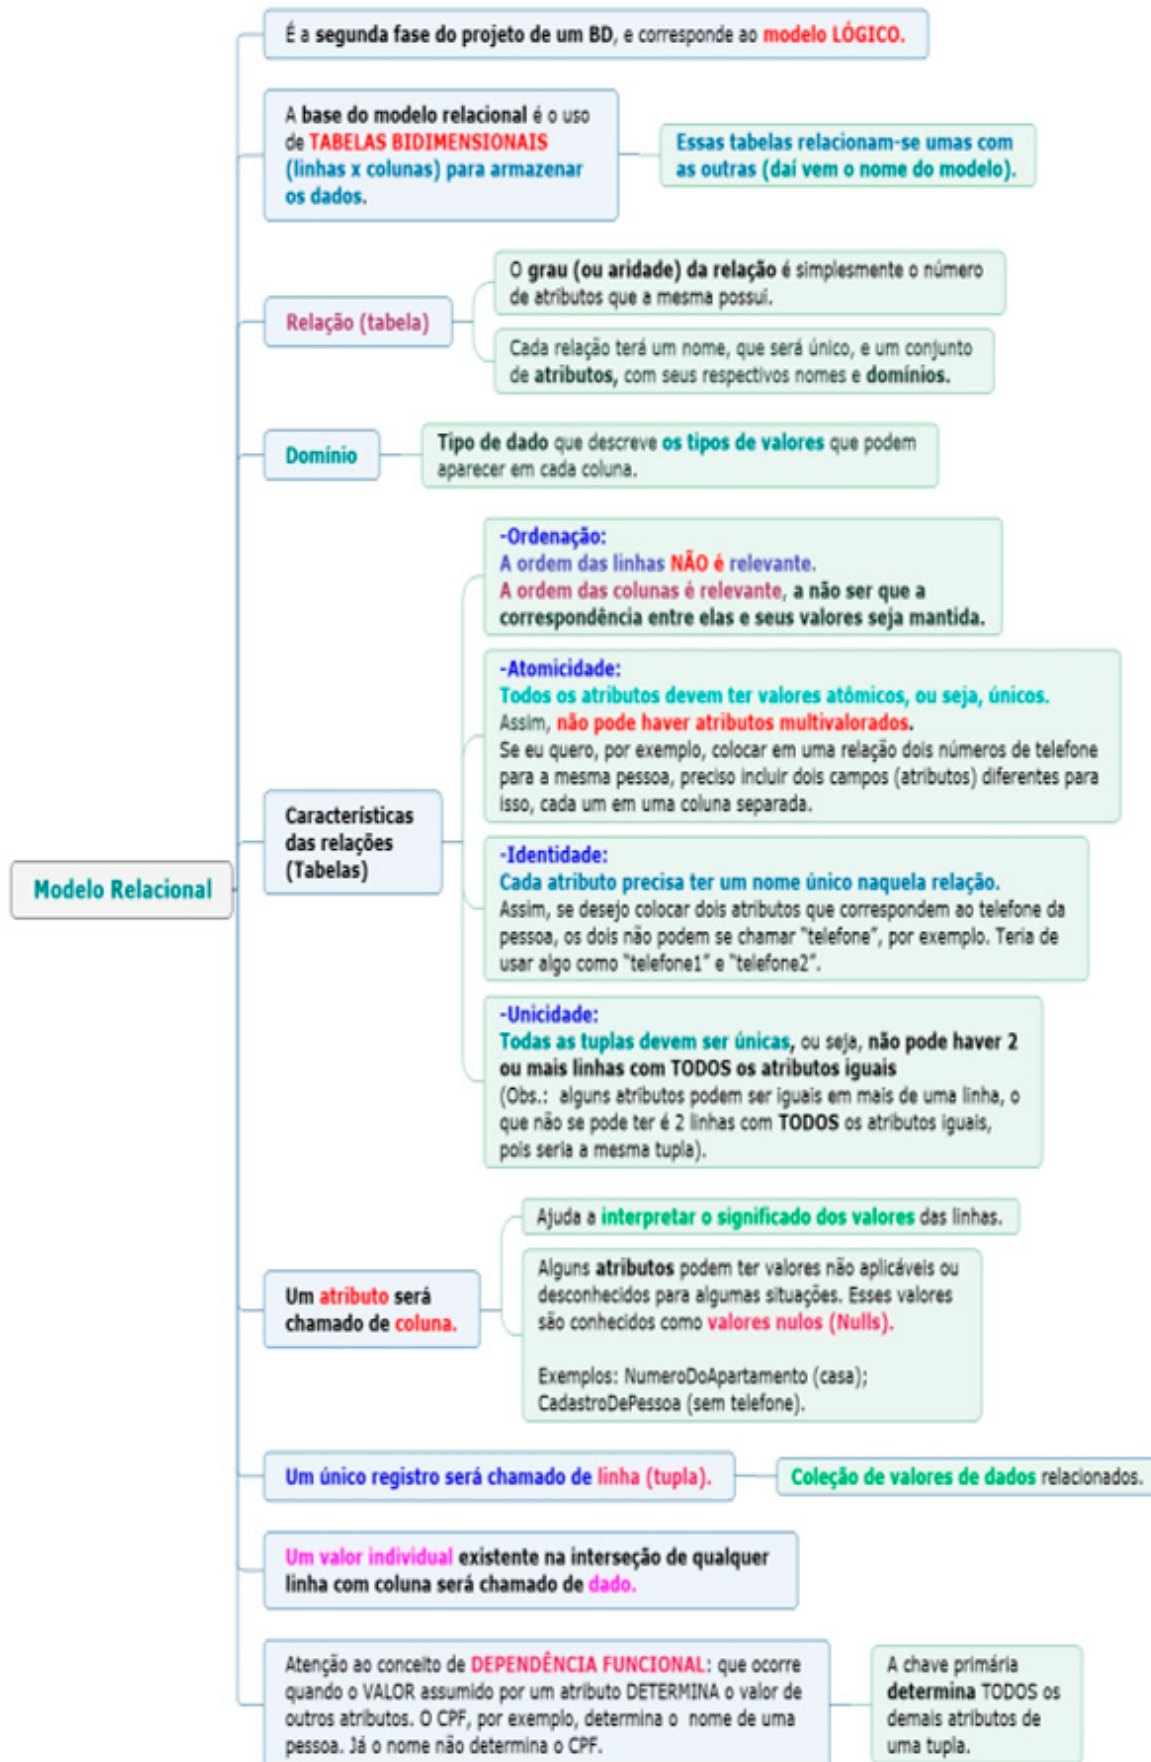 É a segunda fase do projeto de um BD, e corresponde ao modelo LÓGICO.
A base do modelo relacional é o uso
de TABELAS BIDIMENSIONAIS
(linhas x colunas) para armazenar
os dados.
Essas tabelas relacionam-se umas com
as outras (daí vem o nome do modelo).
Relação (tabela)
O grau (ou aridade) da relação é simplesmente o número
de atributos que a mesma possui.
Cada relação terá um nome, que será único, e um conjunto
de atributos, com seus respectivos nomes e domínios.
Domínio
Tipo de dado que descreve os tipos de valores que podem
aparecer em cada coluna.
Modelo Relacional
Características
das relações
(Tabelas)
-Ordenação:
A ordem das linhas NÃO é relevante.
A ordem das colunas é relevante, a não ser que a
correspondência entre elas e seus valores seja mantida.
-Atomicidade:
Todos os atributos devem ter valores atômicos, ou seja, únicos.
Assim, não pode haver atributos multivalorados.
Se eu quero, por exemplo, colocar em uma relação dois números de telefone
para a mesma pessoa, preciso incluir dois campos (atributos) diferentes para
isso, cada um em uma coluna separada.
-Identidade:
Cada atributo precisa ter um nome único naquela relação.
Assim, se desejo colocar dois atributos que correspondem ao telefone da
pessoa, os dois não podem se chamar "telefone", por exemplo. Teria de
usar algo como "telefone1" e "telefone2".
-Unicidade:
Todas as tuplas devem ser únicas, ou seja, não pode haver 2
ou mais linhas com TODOS os atributos iguais
(Obs.: alguns atributos podem ser iguais em mais de uma linha, o
que não se pode ter é 2 linhas com TODOS os atributos iguais,
pois seria a mesma tupla).
Um atributo será
chamado de coluna.
Ajuda a interpretar o significado dos valores das linhas.
Alguns atributos podem ter valores não aplicáveis ou
desconhecidos para algumas situações. Esses valores
são conhecidos como valores nulos (Nulls).
Exemplos: NumeroDoApartamento (casa);
CadastroDePessoa (sem telefone).
Um único registro será chamado de linha (tupla).
Coleção de valores de dados relacionados.
Um valor individual existente na interseção de qualquer
linha com coluna será chamado de dado.
Atenção ao conceito de DEPENDÊNCIA FUNCIONAL: que ocorre
quando o VALOR assumido por um atributo DETERMINA o valor de
outros atributos. O CPF, por exemplo, determina o nome de uma
pessoa. Já o nome não determina o CPF.
A chave primária
determina TODOS os
demais atributos de
uma tupla.